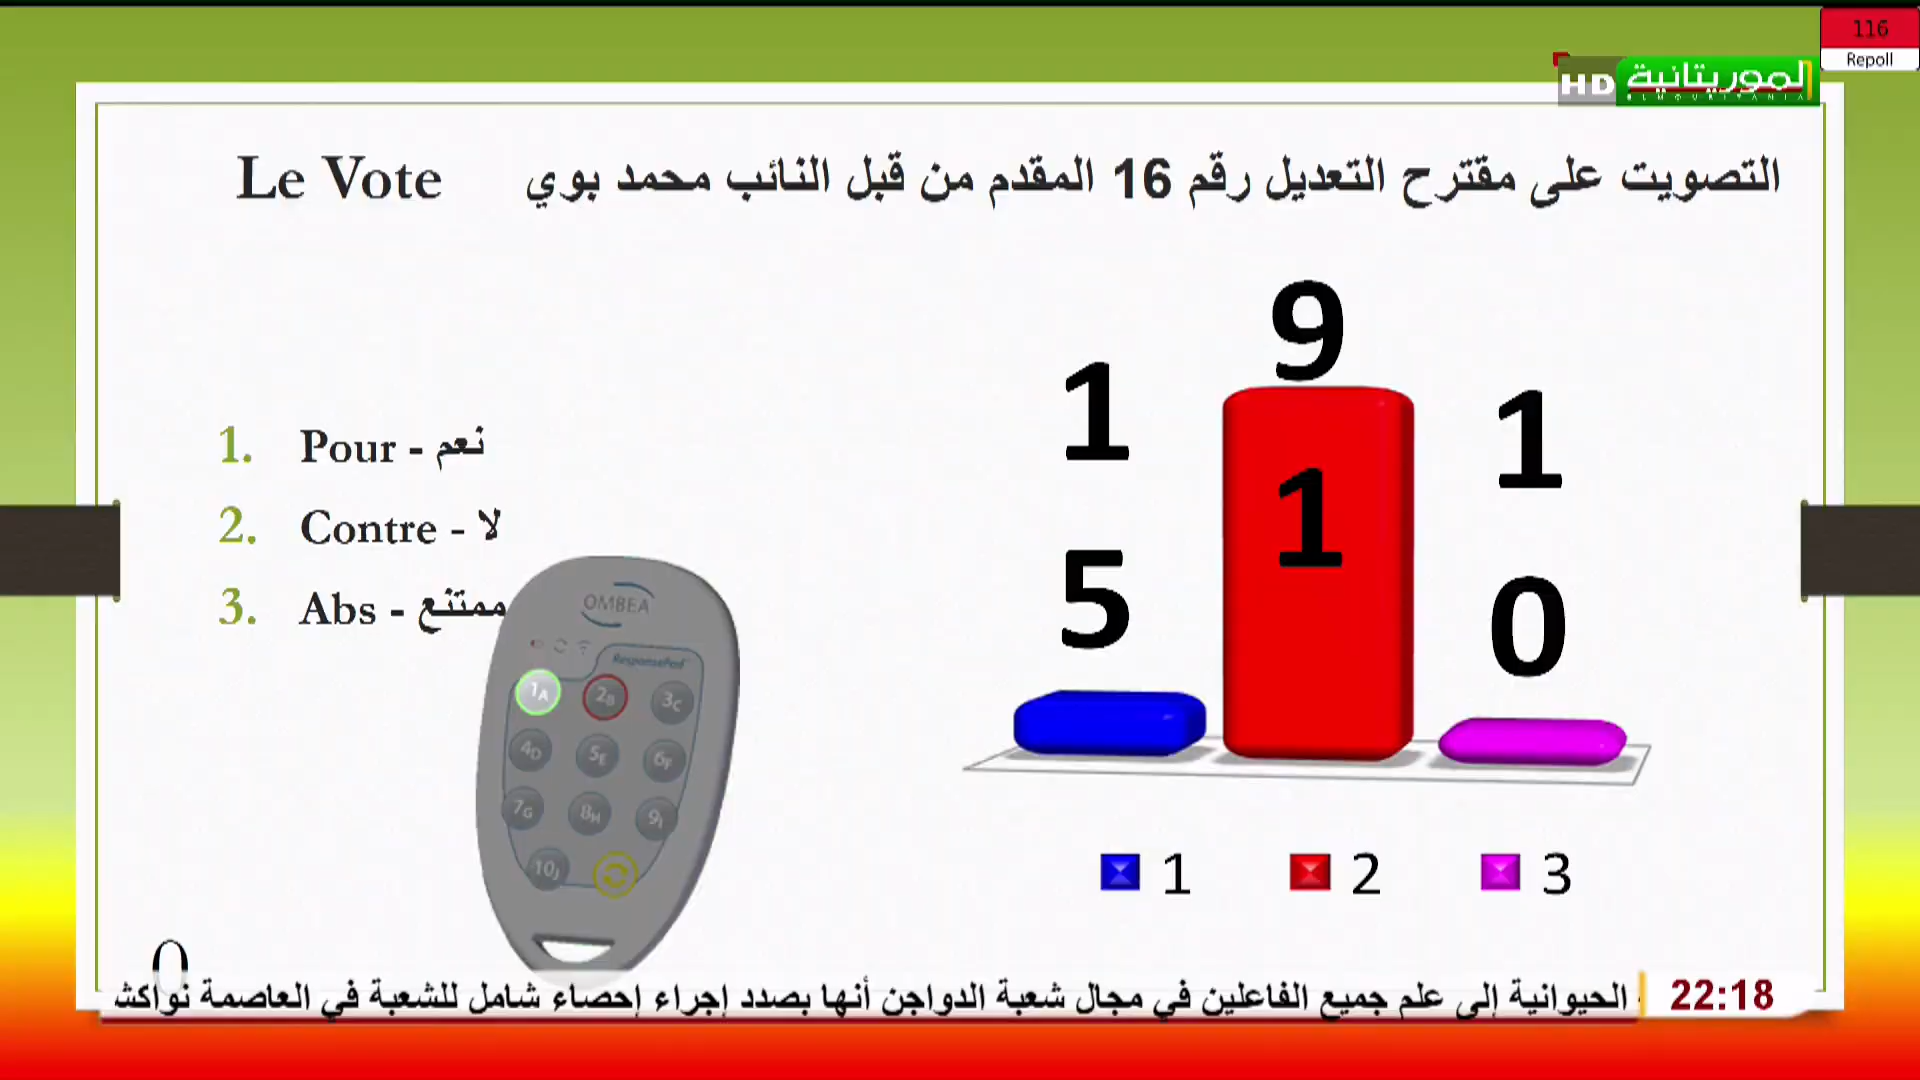 116
Repoll
HD الموريتانية
ELMOURITANIA
Le Vote التصويت على مقترح التعديل رقم 16 المقدم من قبل النائب محمد بوي
1. Pour - نعم
2. Contre - لا
3. Abs - ممتنع
OMBEA
ResponsePad
1A 2B 3C
4D 5E 6F
7G 8H 9I
10J
15
91
10
1 2 3
0
الحيوانية إلى علم جميع الفاعلين في مجال شعبة الدواجن أنها بصدد إجراء إحصاء شامل للشعبة في العاصمة نواكش
22:18